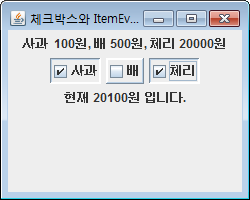 체크박스와 ItemEv...
사과 100원, 배 500원, 체리 20000원
사과 배 체리
현재 20100원 입니다.